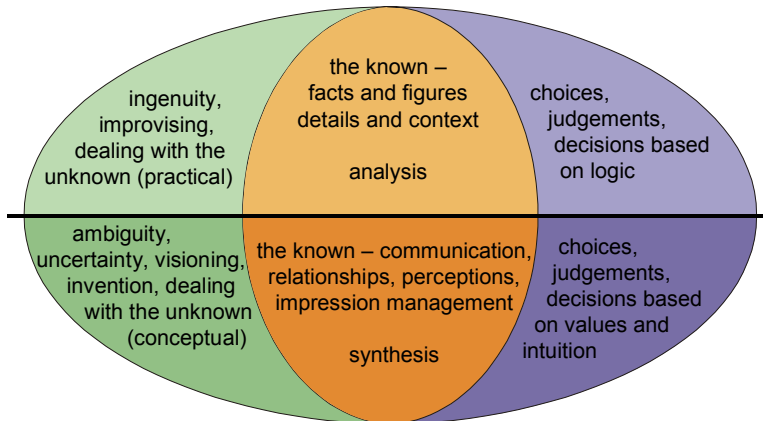 ingenuity,
improvising,
dealing with the
unknown (practical)
the known –
facts and figures
details and context
analysis
choices,
judgements,
decisions based
on logic
ambiguity,
uncertainty, visioning,
invention, dealing
with the unknown
(conceptual)
the known – communication,
relationships, perceptions,
impression management
synthesis
choices,
judgements,
decisions based
on values and
intuition